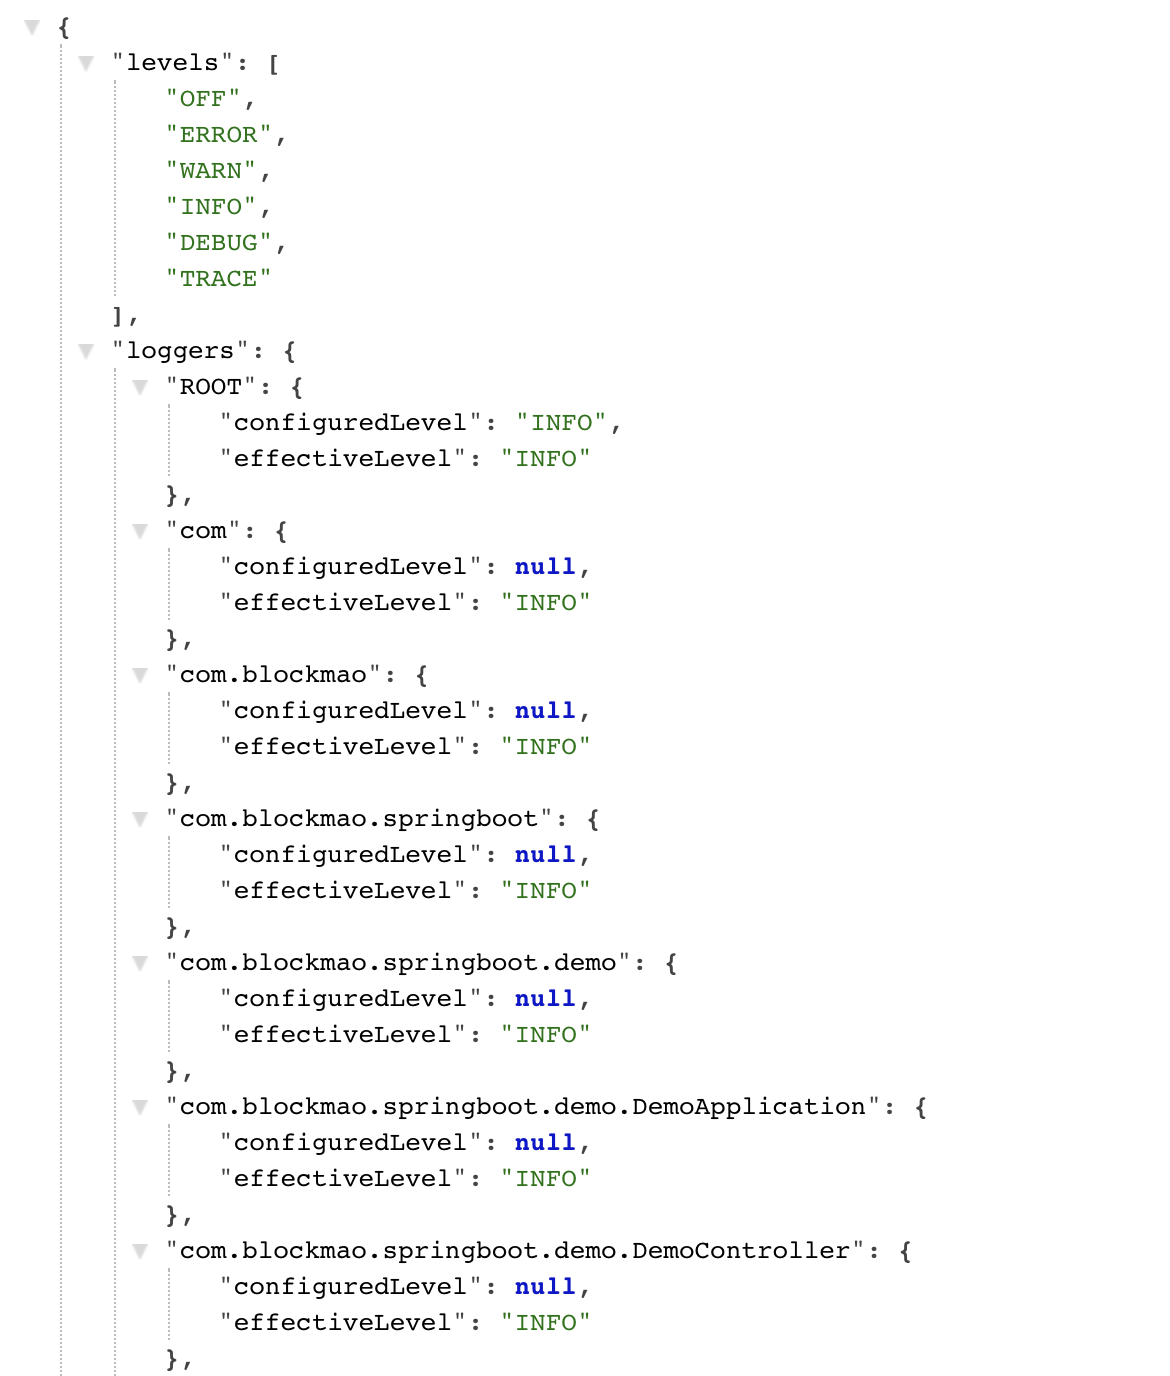 {
"levels": [
"OFF",
"ERROR",
"WARN",
"INFO",
"DEBUG",
"TRACE"
],
"loggers": {
"ROOT": {
"configuredLevel": "INFO",
"effectiveLevel": "INFO"
},
"com": {
"configuredLevel": null,
"effectiveLevel": "INFO"
},
"com.blockmao": {
"configuredLevel": null,
"effectiveLevel": "INFO"
},
"com.blockmao.springboot": {
"configuredLevel": null,
"effectiveLevel": "INFO"
},
"com.blockmao.springboot.demo": {
"configuredLevel": null,
"effectiveLevel": "INFO"
},
"com.blockmao.springboot.demo.DemoApplication": {
"configuredLevel": null,
"effectiveLevel": "INFO"
},
"com.blockmao.springboot.demo.DemoController": {
"configuredLevel": null,
"effectiveLevel": "INFO"
},